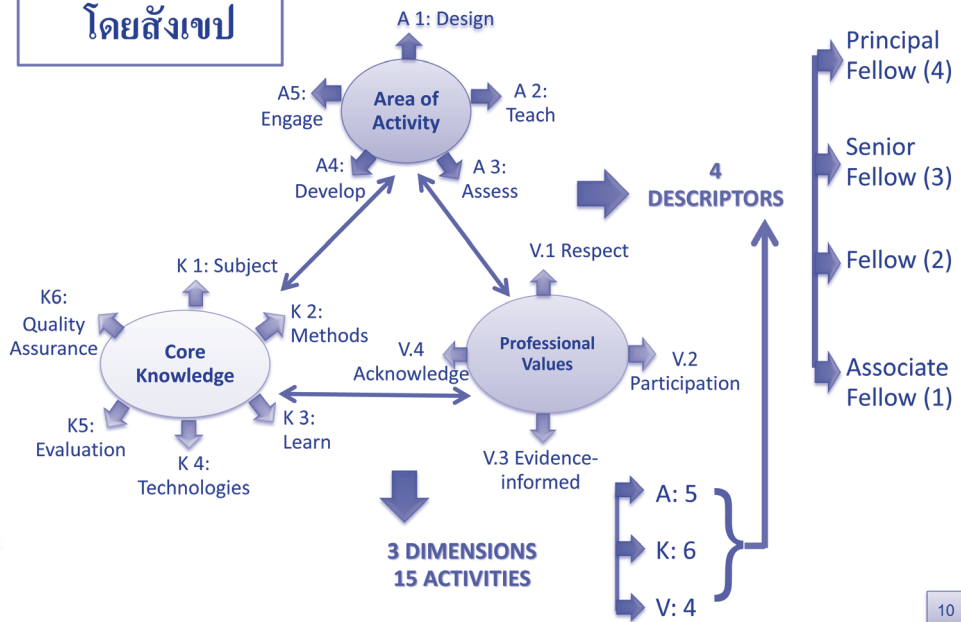 โดยสังเขป
A 1: Design
Area of
Activity
A5:
Engage
A 2:
Teach
A4:
Develop
A 3:
Assess
K 1: Subject
K6:
Quality
Assurance
K 2:
Methods
Core
Knowledge
K5:
Evaluation
K 3:
Learn
K 4:
Technologies
V.1 Respect
Professional
Values
V.4
Acknowledge
V.2
Participation
V.3 Evidence-
informed
3 DIMENSIONS
15 ACTIVITIES
A: 5
K: 6
V: 4
4
DESCRIPTORS
Principal
Fellow (4)
Senior
Fellow (3)
Fellow (2)
Associate
Fellow (1)
10